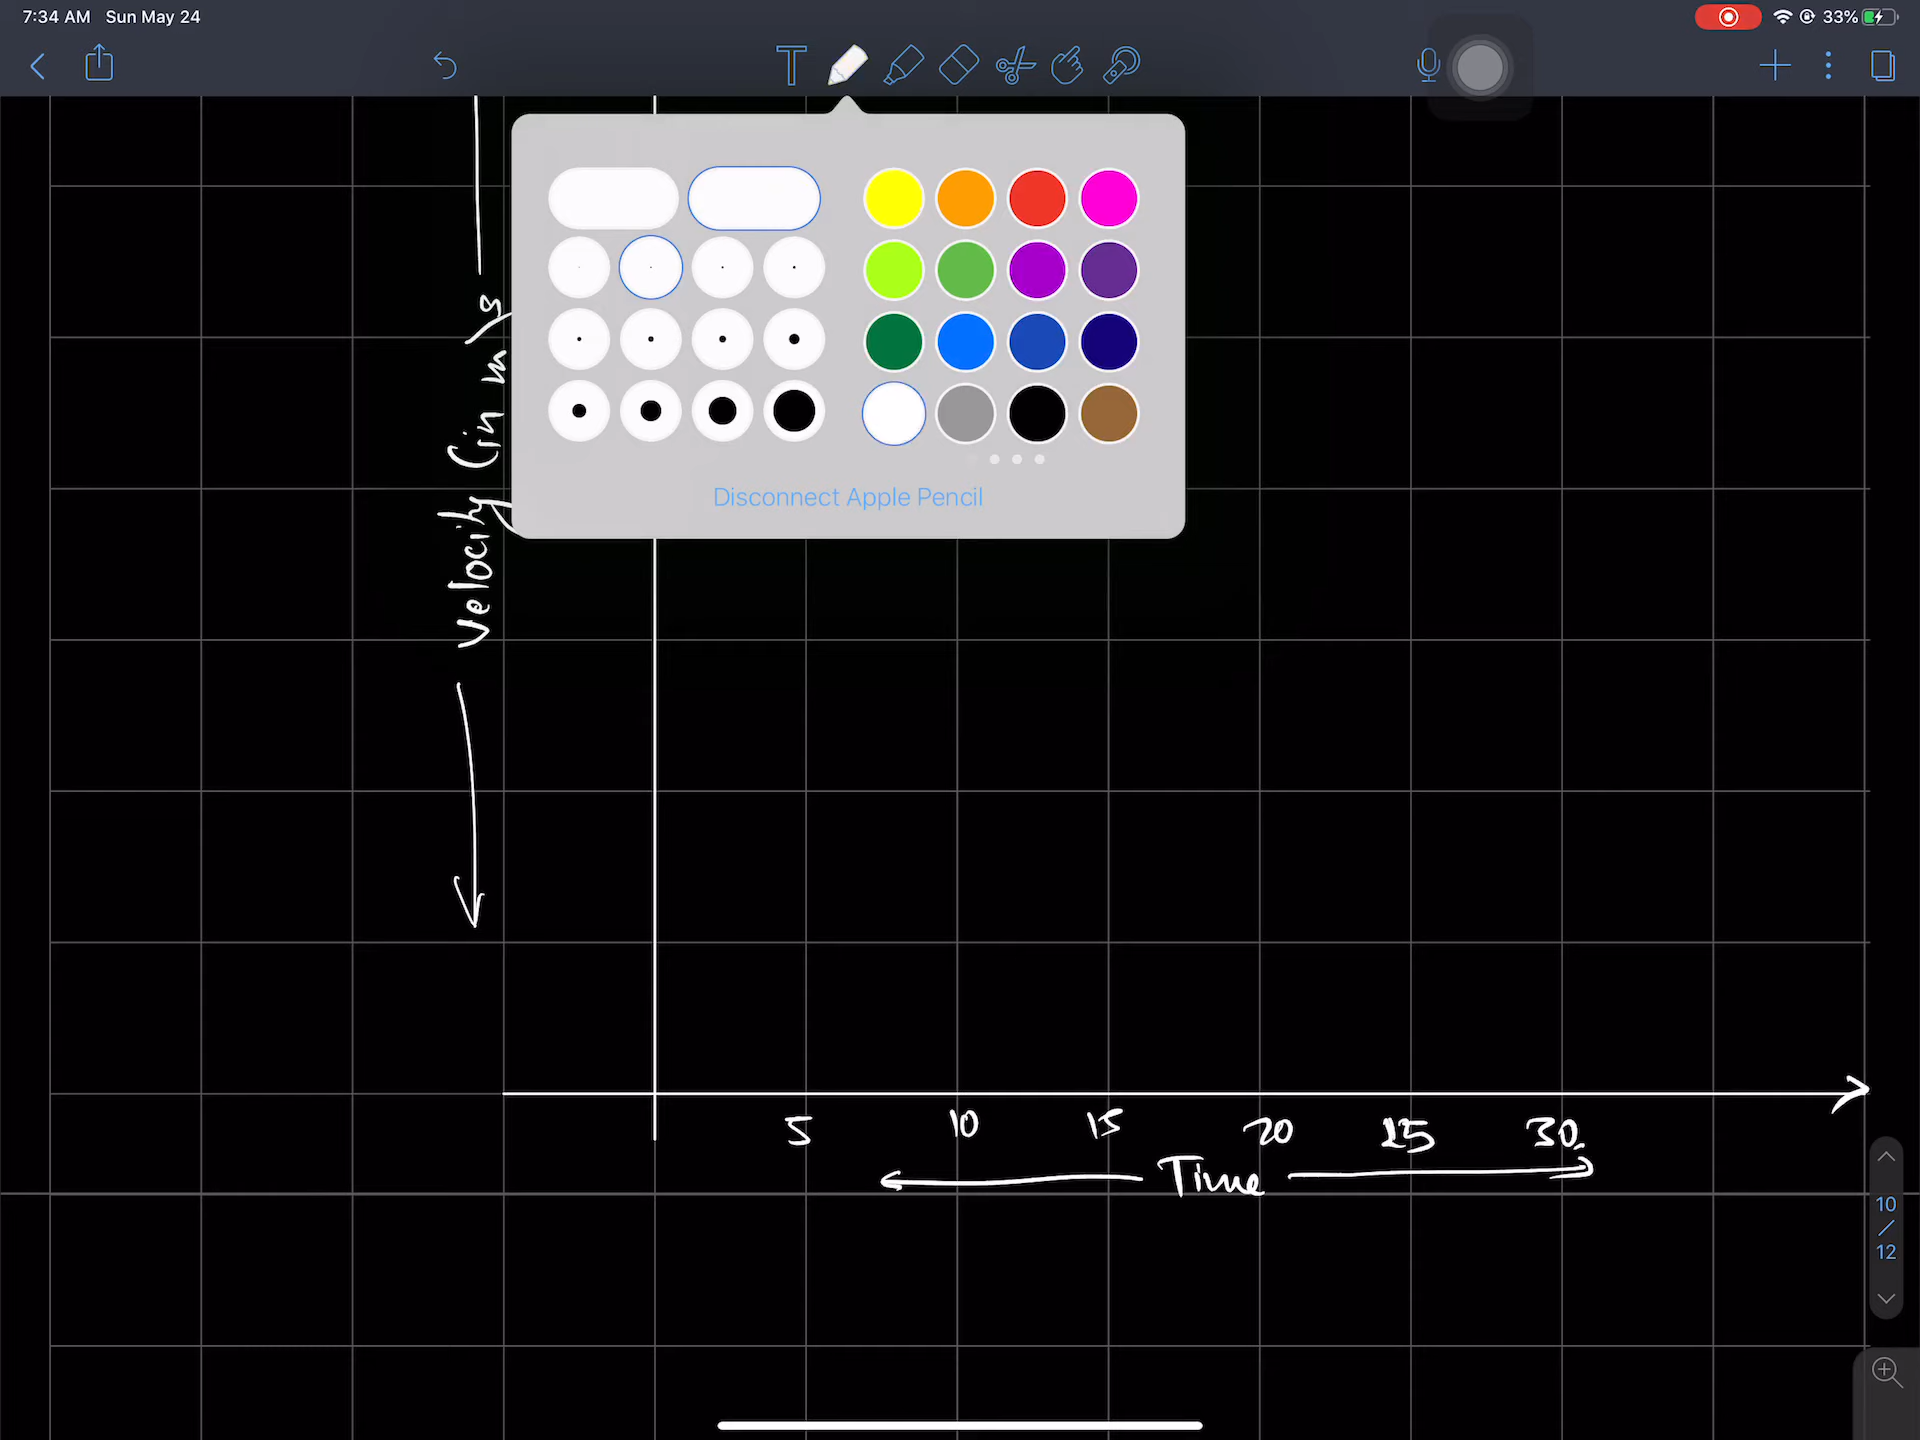 7:34 AM Sun May 24
33%
T
Disconnect Apple Pencil
Velocity (in m/s
5 10 15 20 25 30
Time
10
/
12